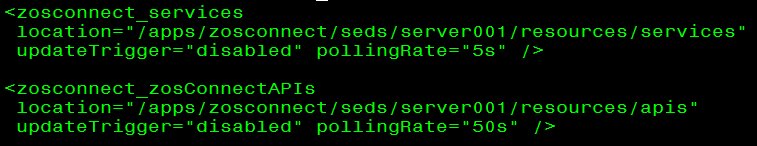 <zosconnect_services
location="/apps/zosconnect/seds/server001/resources/services"
updateTrigger="disabled" pollingRate="5s" />
<zosconnect_zosConnectAPIs
location="/apps/zosconnect/seds/server001/resources/apis"
updateTrigger="disabled" pollingRate="50s" />